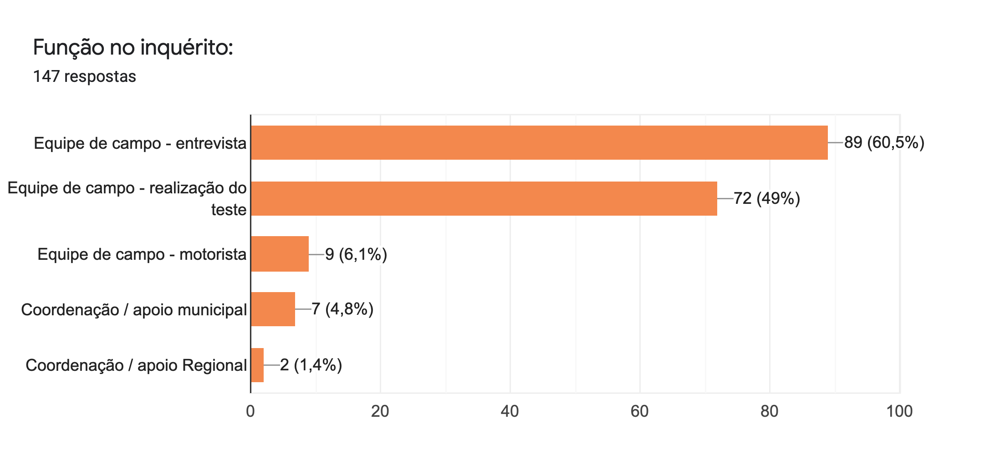 Função no inquérito:
147 respostas
Equipe de campo - entrevista
89 (60,5%)
Equipe de campo - realização do
teste
72 (49%)
Equipe de campo - motorista
9 (6,1%)
Coordenação / apoio municipal
7 (4,8%)
Coordenação / apoio Regional
2 (1,4%)
0 20 40 60 80 100